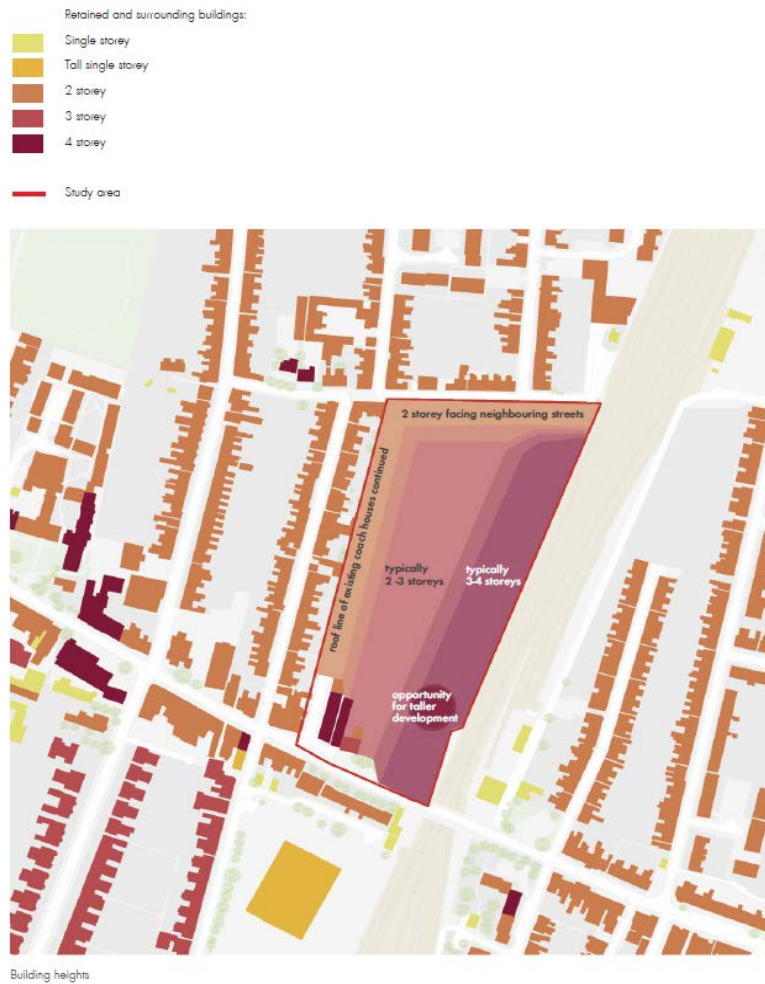 Retained and surrounding buildings:
Single storey
Tall single storey
2 storey
3 storey
4 storey
Study area
2 storey facing neighbouring streets
roof line of existing coach houses continued
typically
2 -3 storeys
typically
3-4 storeys
opportunity
for taller
development
Building heights